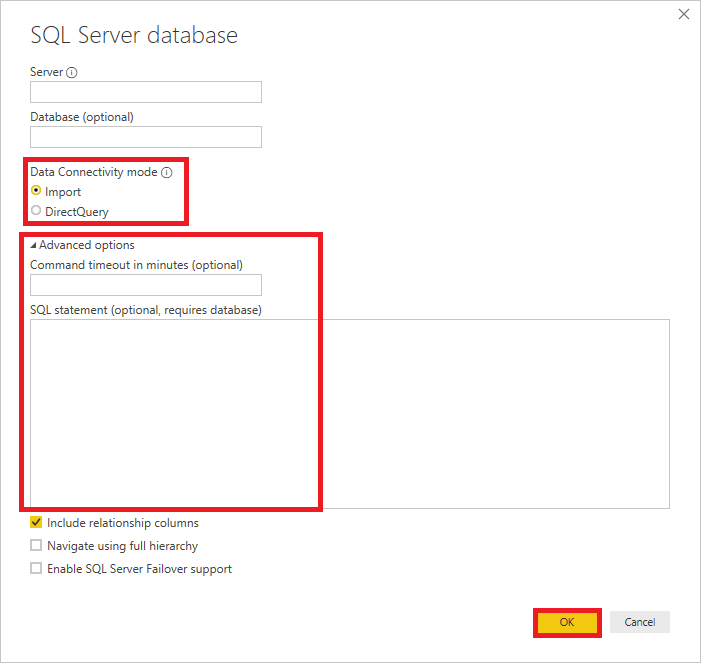 SQL Server database
Server
Database (optional)
Data Connectivity mode
Import
DirectQuery
Advanced options
Command timeout in minutes (optional)
SQL statement (optional, requires database)
Include relationship columns
Navigate using full hierarchy
Enable SQL Server Failover support
OK Cancel